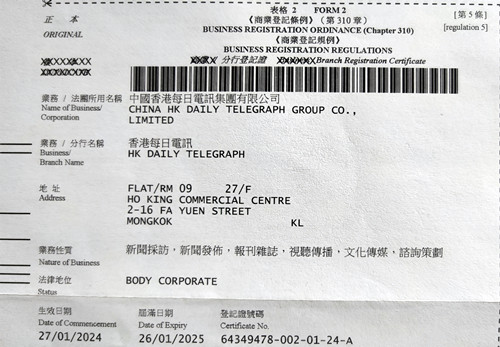 正 本 表格 2 FORM 2 [第 5 條]
ORIGINAL 《商業登記條例》(第 310 章) [regulation 5]
BUSINESS REGISTRATION ORDINANCE (Chapter 310)
《商業登記規例》
BUSINESS REGISTRATION REGULATIONS
分行登記證 Branch Registration Certificate
業務 / 法團所用名稱 中國香港每日電訊集團有限公司
Name of Business/ CHINA HK DAILY TELEGRAPH GROUP CO.,
Corporation LIMITED
業務 / 分行名稱 香港每日電訊
Business/ HK DAILY TELEGRAPH
Branch Name
地 址 FLAT/RM 09 27/F
Address HO KING COMMERCIAL CENTRE
2-16 FA YUEN STREET
MONGKOK KL
業務性質 新聞採訪，新聞發佈，報刊雜誌，視聽傳播，文化傳媒，諮詢策劃
Nature of Business
法律地位 BODY CORPORATE
Status
生效日期 屆滿日期 登記證號碼
Date of Commencement Date of Expiry Certificate No.
27/01/2024 26/01/2025 64349478-002-01-24-A